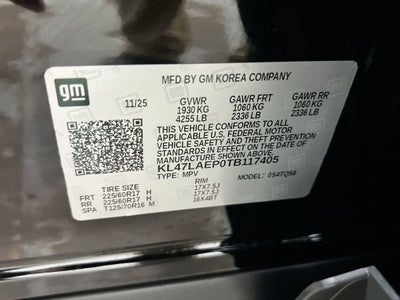 gm
MFD BY GM KOREA COMPANY
11/25 GVWR GAWR FRT GAWR RR
1930 KG 1060 KG 1060 KG
4255 LB 2336 LB 2336 LB
THIS VEHICLE CONFORMS TO ALL
APPLICABLE U.S. FEDERAL MOTOR
VEHICLE SAFETY, BUMPER, AND
THEFT PREVENTION STANDARDS IN
EFFECT ON THE DATE OF
MANUFACTURE SHOWN ABOVE.
KL47LAEP0TB117405
TYPE: MPV 0S4TQ58
TIRE SIZE RIM
FRT 225/60R17 H 17X7.5J
RR 225/60R17 H 17X7.5J
SPA T125/70R16 M 16X4BT